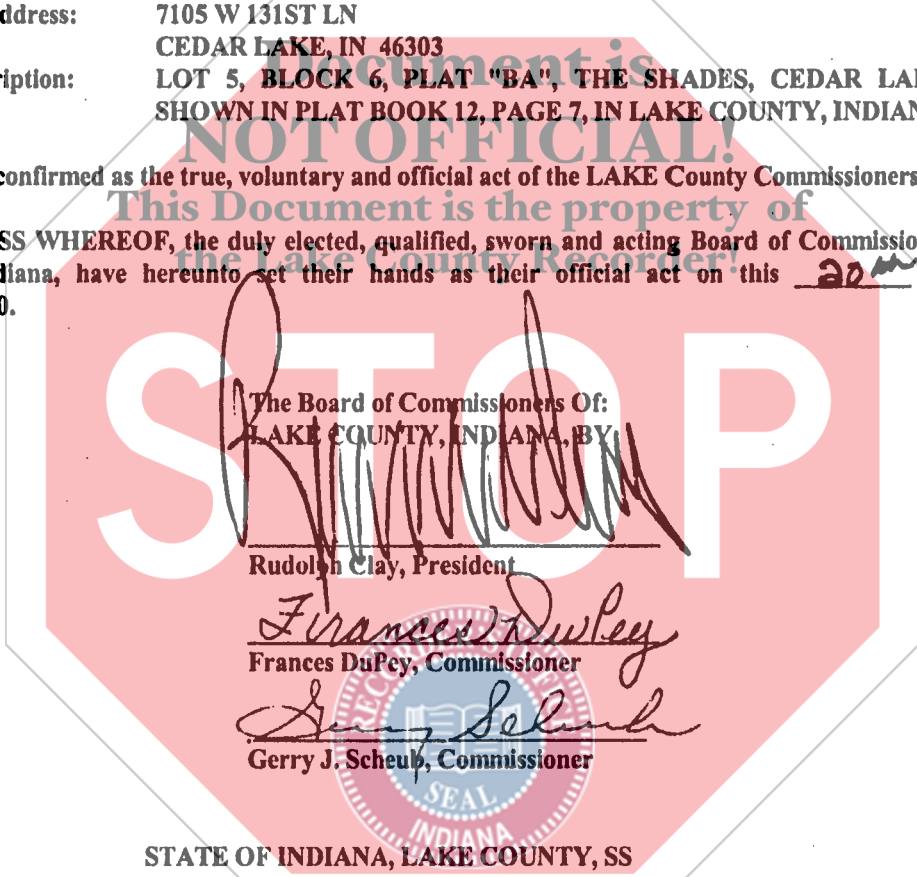 ddress: 7105 W 131ST LN
CEDAR LAKE, IN 46303
ription: LOT 5, BLOCK 6, PLAT "BA", THE SHADES, CEDAR LA
SHOWN IN PLAT BOOK 12, PAGE 7, IN LAKE COUNTY, INDIAN
Document is
NOT OFFICIAL!
confirmed as the true, voluntary and official act of the LAKE County Commissioners
This Document is the property of
SS WHEREOF, the duly elected, qualified, sworn and acting Board of Commissio
diana, have hereunto set their hands as their official act on this 20
the Lake County Recorder!
0.
STOP
The Board of Commissioners Of:
LAKE COUNTY, INDIANA, BY
Rudolph Clay, President
Frances DuPey
Frances DuPey, Commissioner
Gerry J. Scheub, Commissioner
SEAL
INDIANA
STATE OF INDIANA, LAKE COUNTY, SS